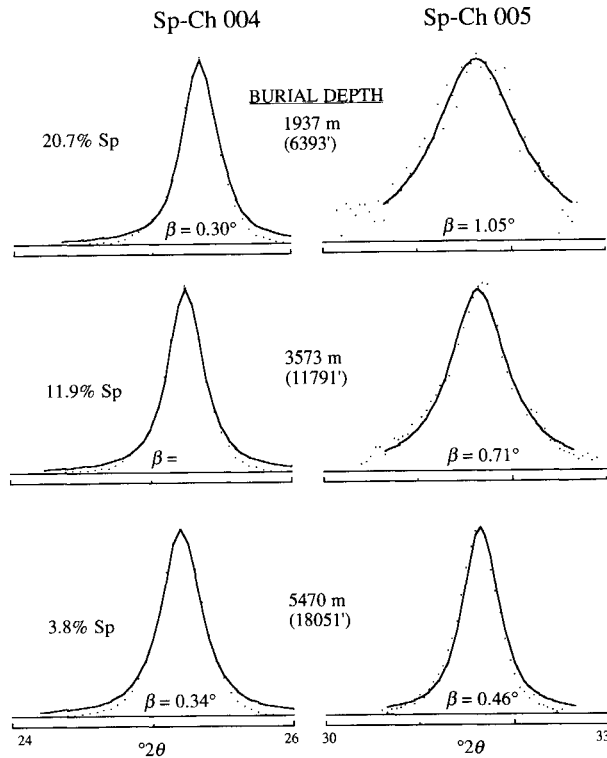 Sp-Ch 004
Sp-Ch 005
BURIAL DEPTH
20.7% Sp
1937 m
(6393')
β = 0.30°
β = 1.05°
11.9% Sp
3573 m
(11791')
β =
β = 0.71°
3.8% Sp
5470 m
(18051')
β = 0.34°
β = 0.46°
24
26
30
33
°2θ
°2θ